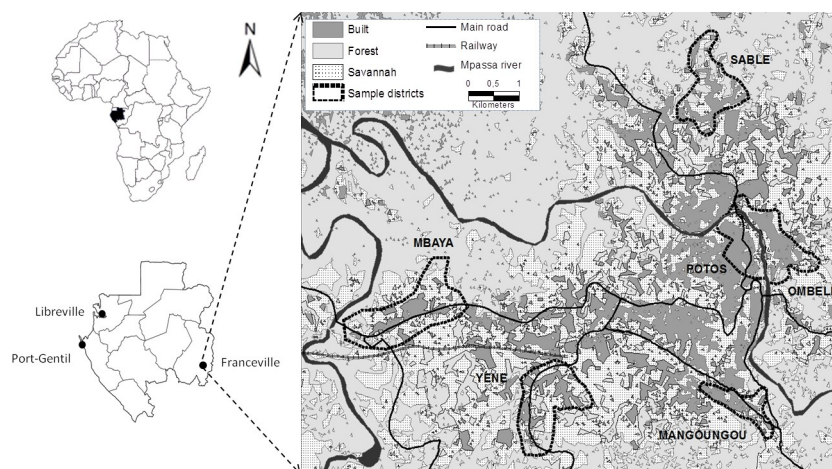 N
Built
Forest
Savannah
Sample districts
Main road
Railway
Mpassa river
0 0.5 1
Kilometers
SABLE
MBAYA
POTOS
OMBELE
YENE
MANGOUNGOU
Libreville
Port-Gentil
Franceville